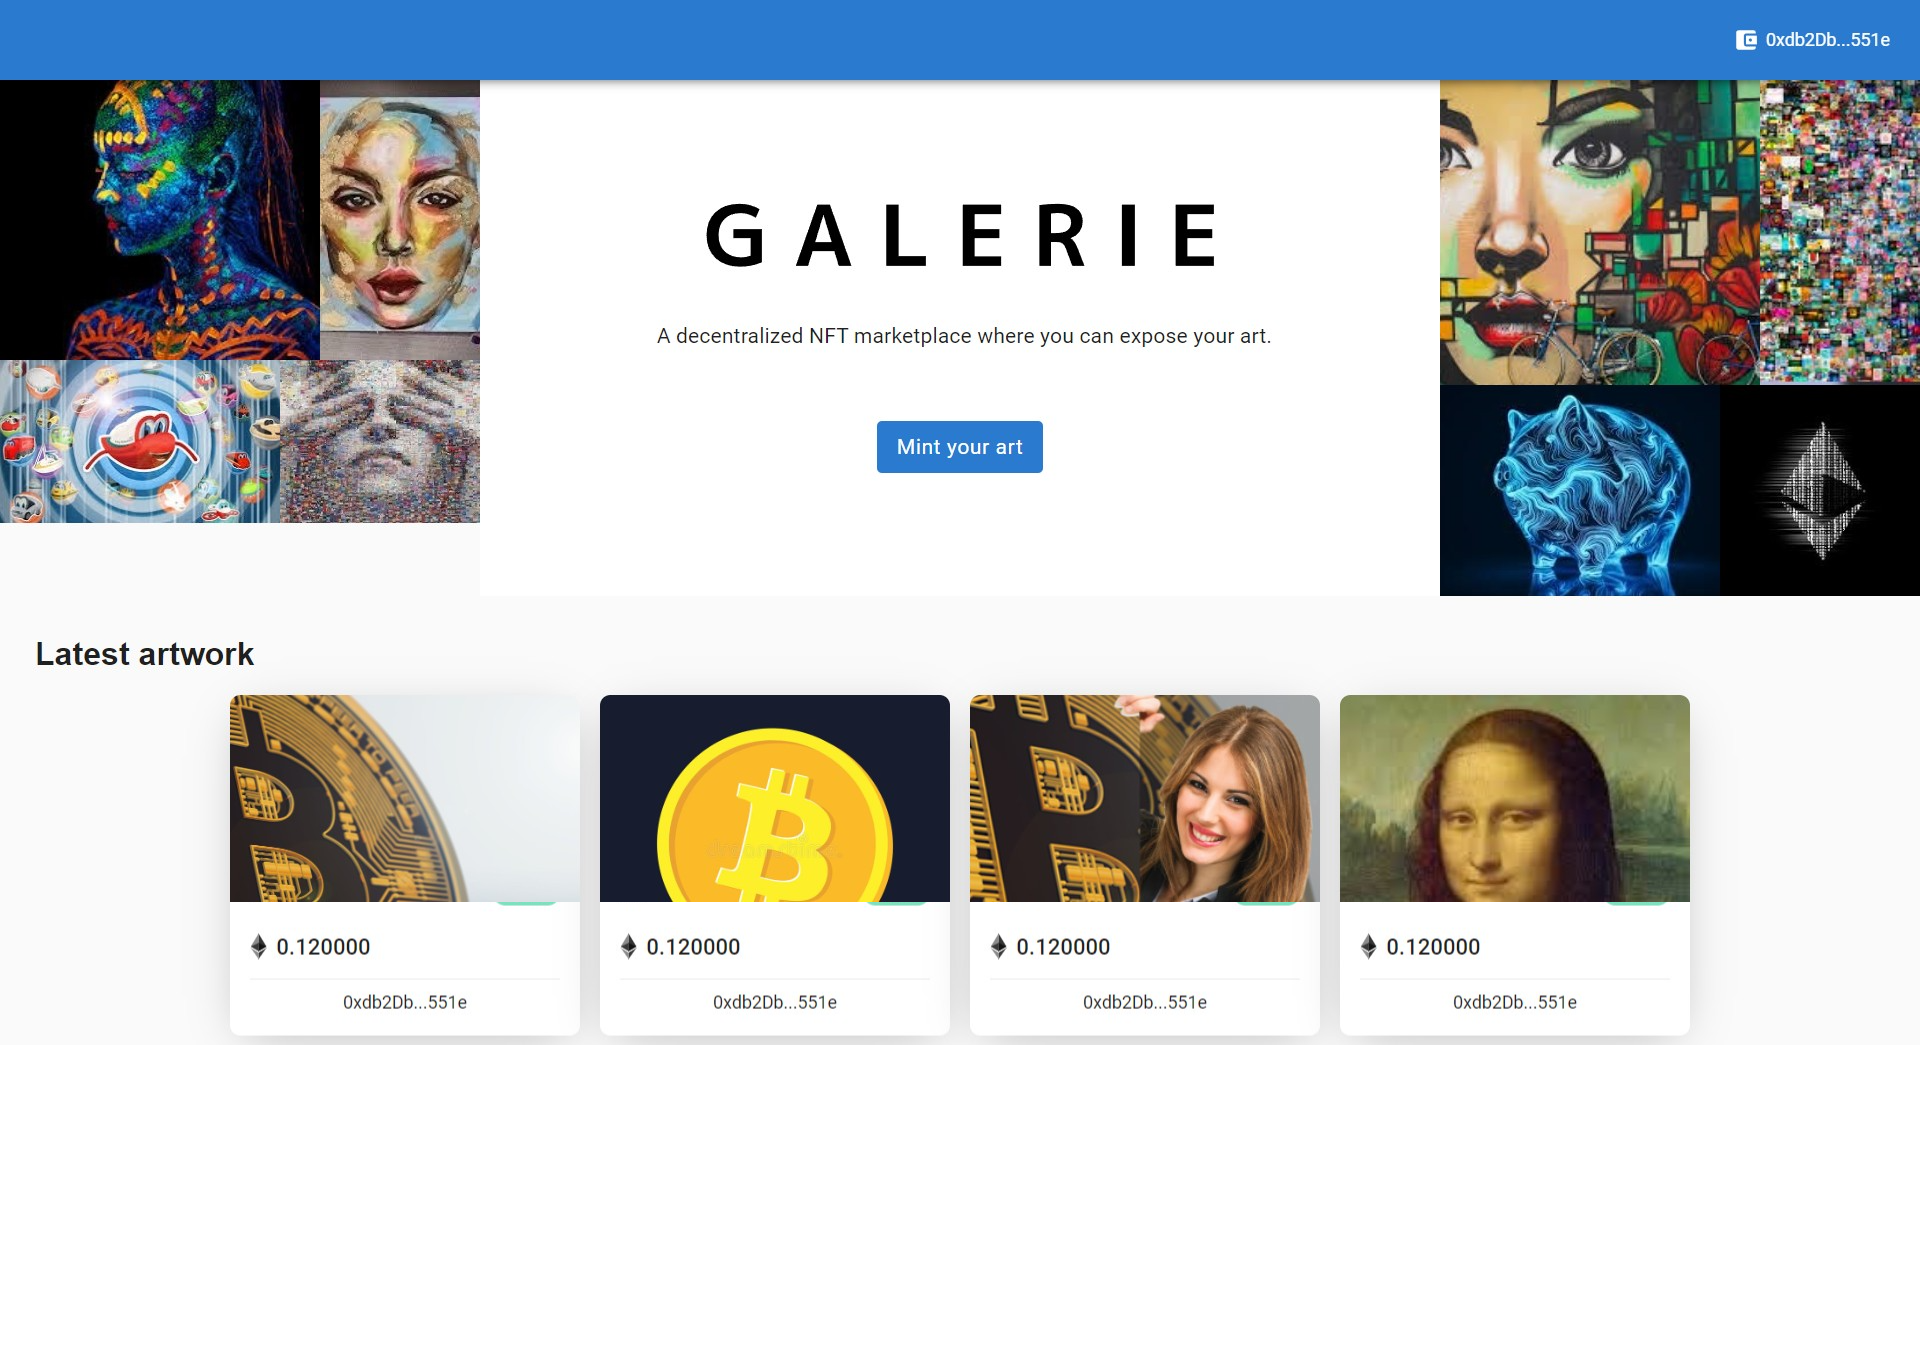 0xdb2Db...551e
GALERIE
A decentralized NFT marketplace where you can expose your art.
Mint your art
Latest artwork
0.120000
0.120000
0.120000
0.120000
0xdb2Db...551e
0xdb2Db...551e
0xdb2Db...551e
0xdb2Db...551e